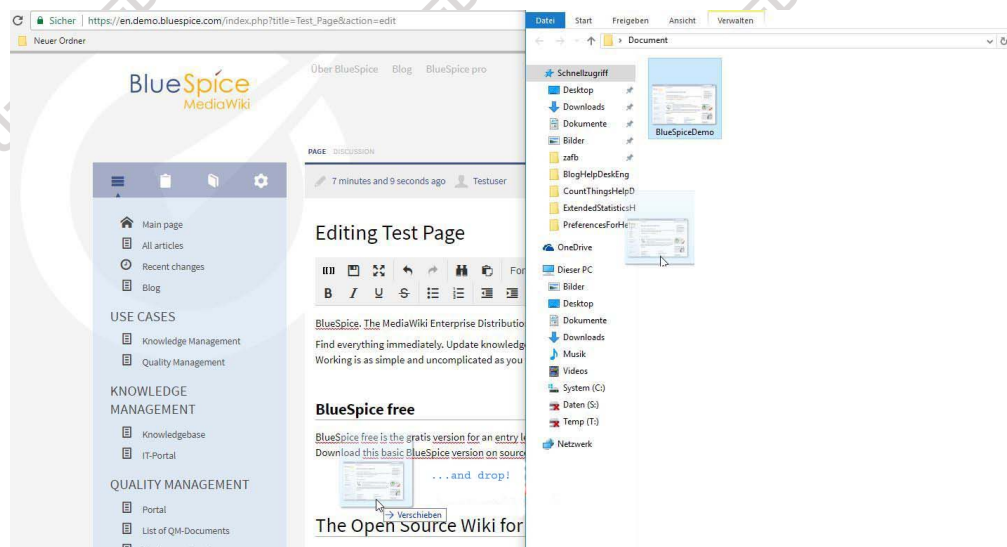 Sicher | https://en.demo.bluespice.com/index.php?title=Test_Page&action=edit
Neuer Ordner
BlueSpice
MediaWiki
Über BlueSpice Blog BlueSpice pro
PAGE DISCUSSION
7 minutes and 9 seconds ago Testuser
Main page
All articles
Recent changes
Blog
USE CASES
Knowledge Management
Quality Management
KNOWLEDGE
MANAGEMENT
Knowledgebase
IT-Portal
QUALITY MANAGEMENT
Portal
List of QM-Documents
Editing Test Page
For
B I U S
BlueSpice. The MediaWiki Enterprise Distributio
Find everything immediately. Update knowledg
Working is as simple and uncomplicated as you
BlueSpice free
BlueSpice free is the gratis version for an entry le
Download this basic BlueSpice version on source
...and drop!
Verschieben
The Open Source Wiki for
Datei Start Freigeben Ansicht Verwalten
Document
Schnellzugriff
Desktop
Downloads
Dokumente
Bilder
zafb
BlogHelpDeskEng
CountThingsHelpD
ExtendedStatisticsH
PreferencesForHe
OneDrive
Dieser PC
Bilder
Desktop
Dokumente
Downloads
Musik
Videos
System (C:)
Daten (S:)
Temp (T:)
Netzwerk
BlueSpiceDemo